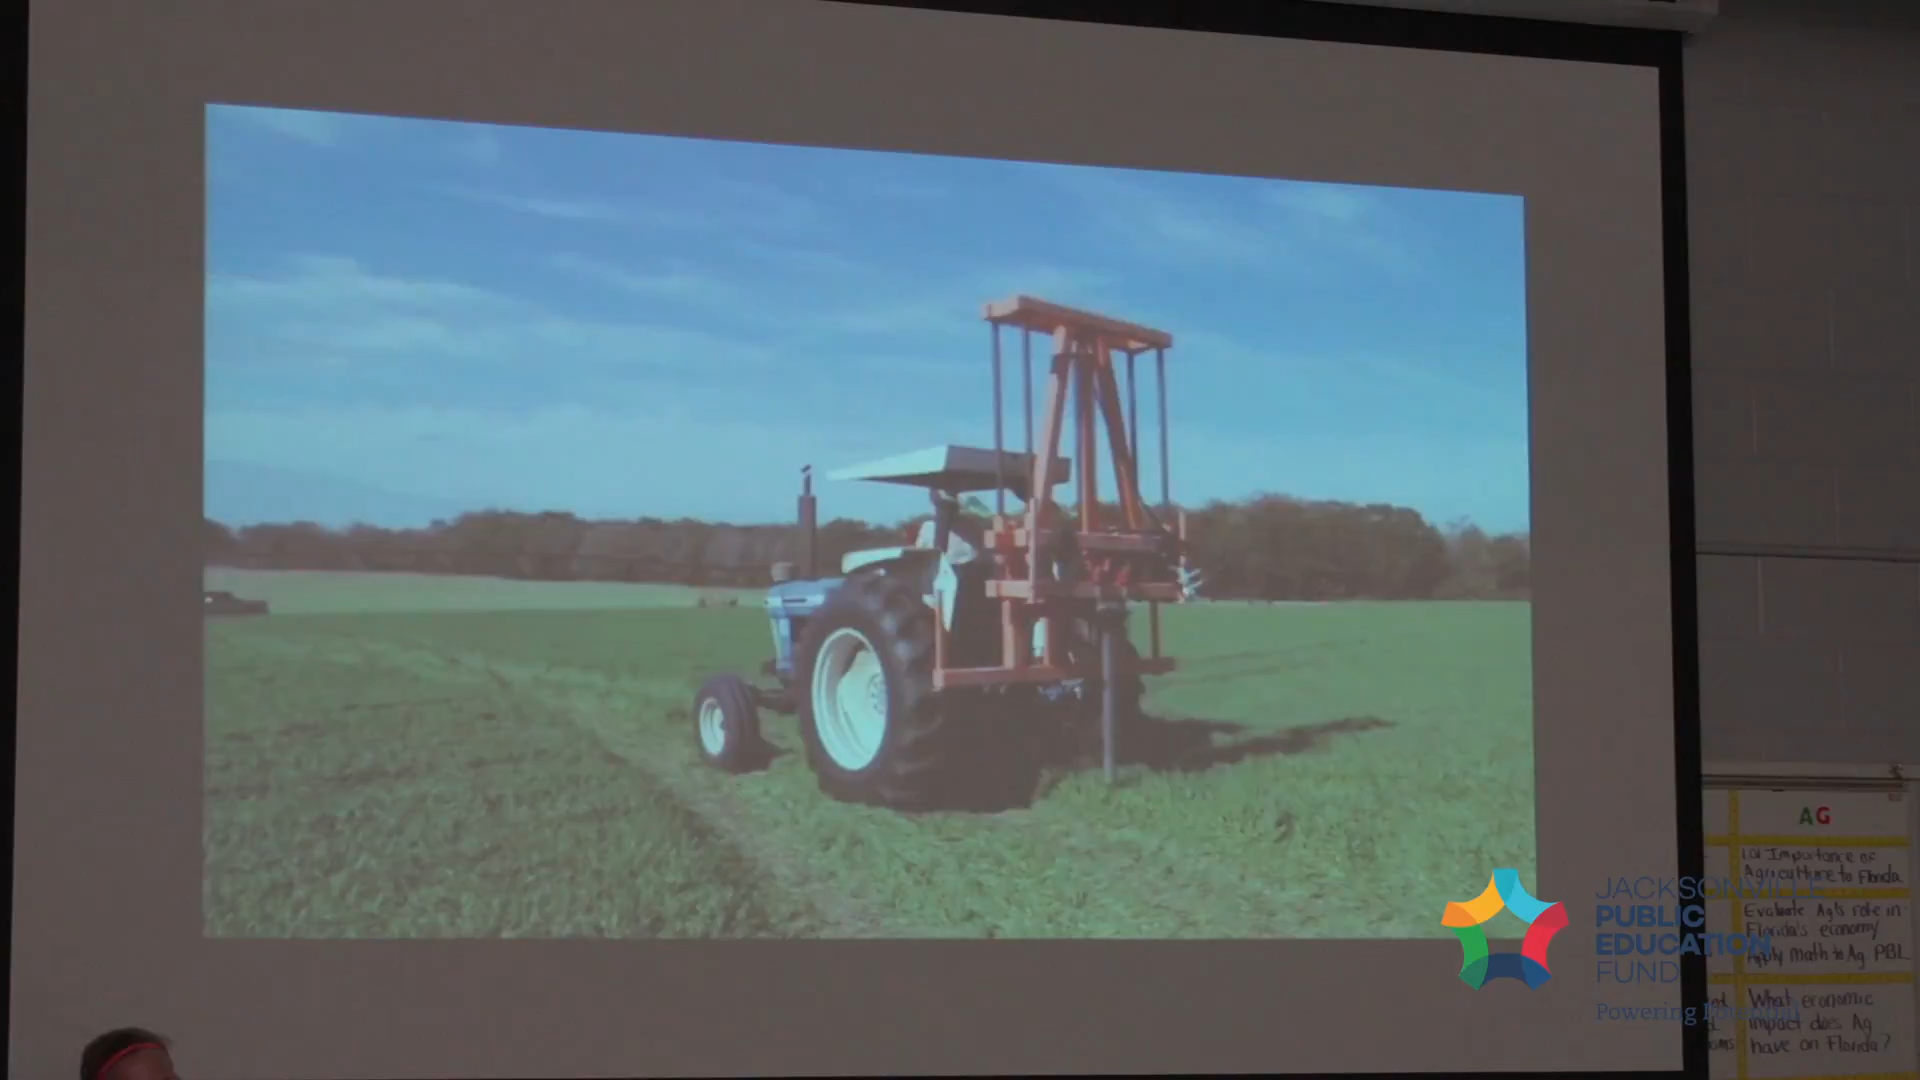 AG
Importance of
Agriculture to Florida
Evaluate Ag's role in
Florida's economy
Apply Math to Ag PBL
What economic
impact does Ag
have on Florida?
JACKSONVILLE
PUBLIC
EDUCATION
FUND
Powering